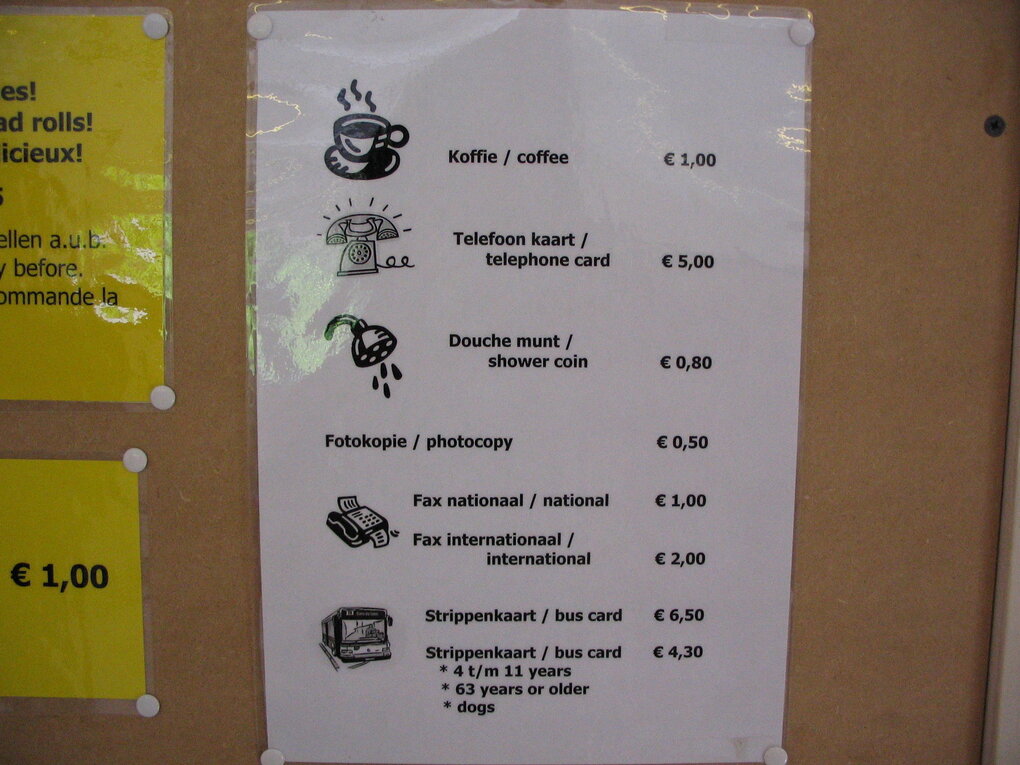 es!
ad rolls!
icieux!
5
ellen a.u.b.
y before.
ommande la
€ 1,00
Koffie / coffee € 1,00
Telefoon kaart /
telephone card € 5,00
Douche munt /
shower coin € 0,80
Fotokopie / photocopy € 0,50
Fax nationaal / national € 1,00
Fax internationaal /
international € 2,00
Strippenkaart / bus card € 6,50
Strippenkaart / bus card € 4,30
* 4 t/m 11 years
* 63 years or older
* dogs